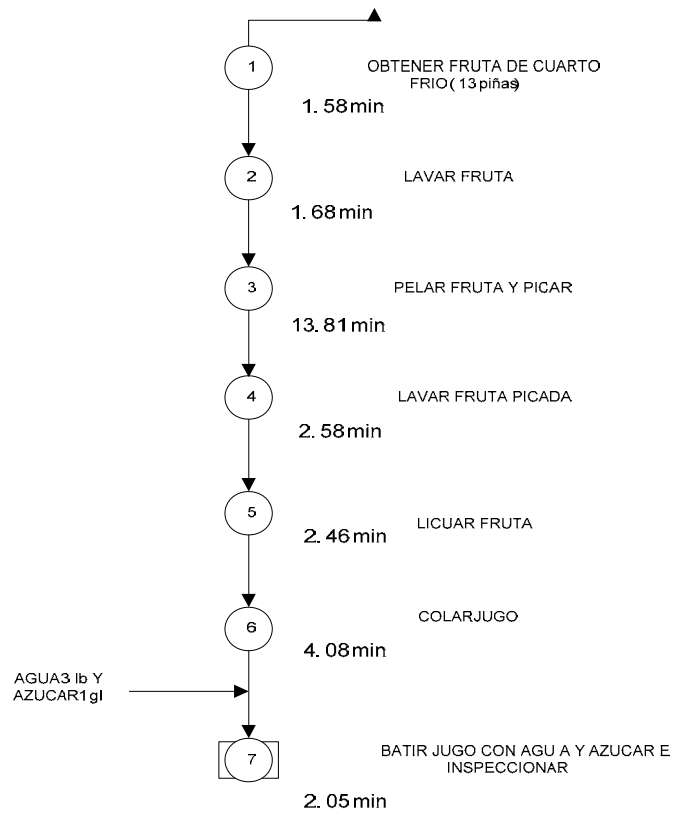 1
OBTENER FRUTA DE CUARTO
FRIO( 13 piñas)
1. 58 min
2
LAVAR FRUTA
1. 68 min
3
PELAR FRUTA Y PICAR
13. 81 min
4
LAVAR FRUTA PICADA
2. 58 min
5
LICUAR FRUTA
2. 46 min
6
COLARJUGO
4. 08 min
AGUA3 lb Y
AZUCAR1 gl
7
BATIR JUGO CON AGU A Y AZUCAR E
INSPECCIONAR
2. 05 min